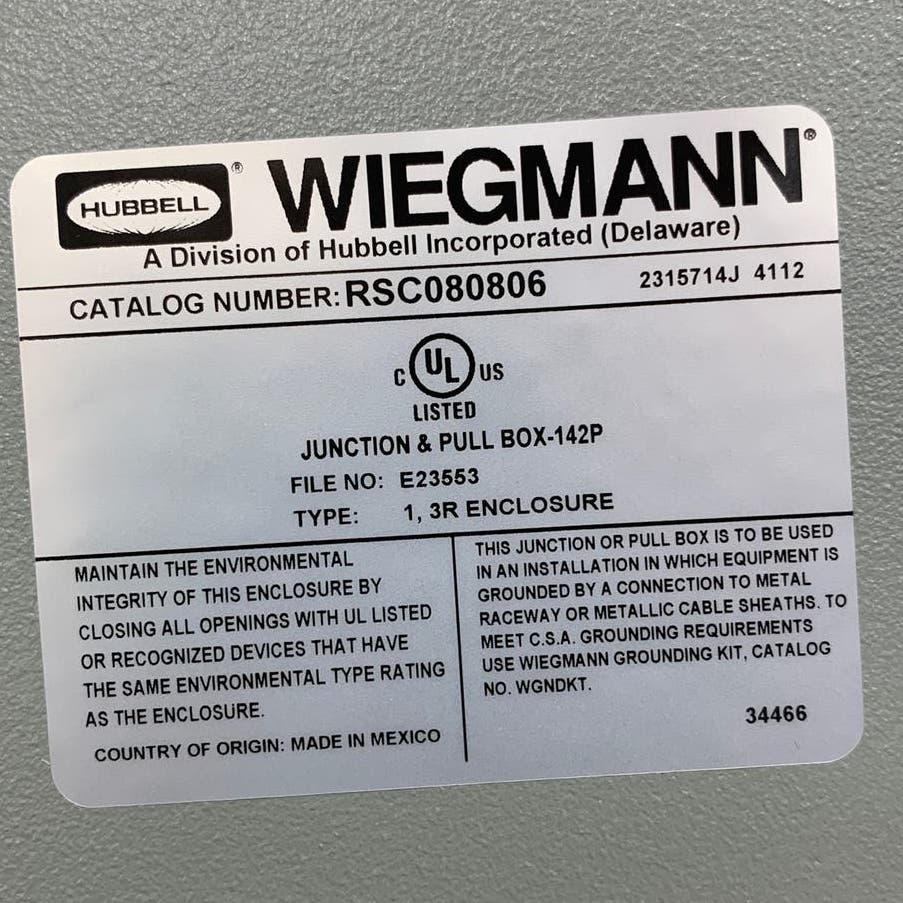 HUBBELL® WIEGMANN®
A Division of Hubbell Incorporated (Delaware)
CATALOG NUMBER: RSC080806 2315714J 4112
C UL US
LISTED
JUNCTION & PULL BOX-142P
FILE NO: E23553
TYPE: 1, 3R ENCLOSURE
MAINTAIN THE ENVIRONMENTAL
INTEGRITY OF THIS ENCLOSURE BY
CLOSING ALL OPENINGS WITH UL LISTED
OR RECOGNIZED DEVICES THAT HAVE
THE SAME ENVIRONMENTAL TYPE RATING
AS THE ENCLOSURE.
COUNTRY OF ORIGIN: MADE IN MEXICO
THIS JUNCTION OR PULL BOX IS TO BE USED
IN AN INSTALLATION IN WHICH EQUIPMENT IS
GROUNDED BY A CONNECTION TO METAL
RACEWAY OR METALLIC CABLE SHEATHS. TO
MEET C.S.A. GROUNDING REQUIREMENTS
USE WIEGMANN GROUNDING KIT, CATALOG
NO. WGNDKT.
34466